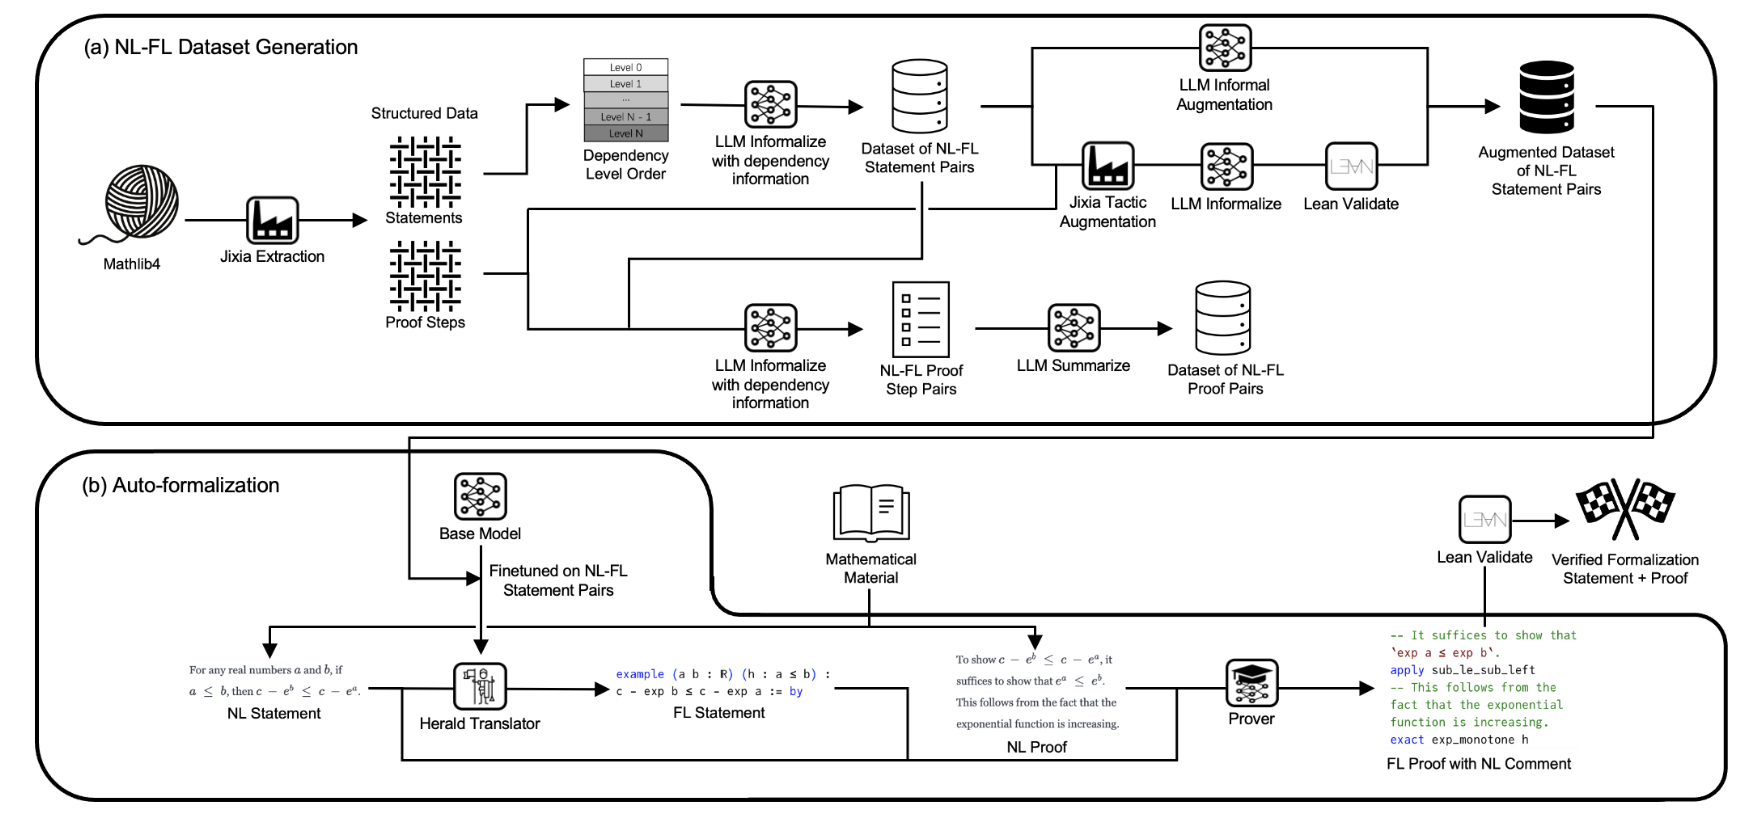 (a) NL-FL Dataset Generation
Mathlib4
Jixia Extraction
Structured Data
Statements
Proof Steps
Level 0
Level 1
...
Level N - 1
Level N
Dependency
Level Order
LLM Informalize
with dependency
information
Dataset of NL-FL
Statement Pairs
LLM Informal
Augmentation
Jixia Tactic
Augmentation
LLM Informalize
L∃∀N
Lean Validate
Augmented Dataset
of NL-FL
Statement Pairs
LLM Informalize
with dependency
information
NL-FL Proof
Step Pairs
LLM Summarize
Dataset of NL-FL
Proof Pairs
(b) Auto-formalization
Base Model
Finetuned on NL-FL
Statement Pairs
Mathematical
Material
L∃∀N
Lean Validate
Verified Formalization
Statement + Proof
For any real numbers a and b, if
a ≤ b, then c − e^b ≤ c − e^a.
NL Statement
Herald Translator
example (a b : ℝ) (h : a ≤ b) :
c - exp b ≤ c - exp a := by
FL Statement
To show c − e^b ≤ c − e^a, it
suffices to show that e^a ≤ e^b.
This follows from the fact that the
exponential function is increasing.
NL Proof
Prover
-- It suffices to show that
`exp a ≤ exp b`.
apply sub_le_sub_left
-- This follows from the
fact that the exponential
function is increasing.
exact exp_monotone h
FL Proof with NL Comment